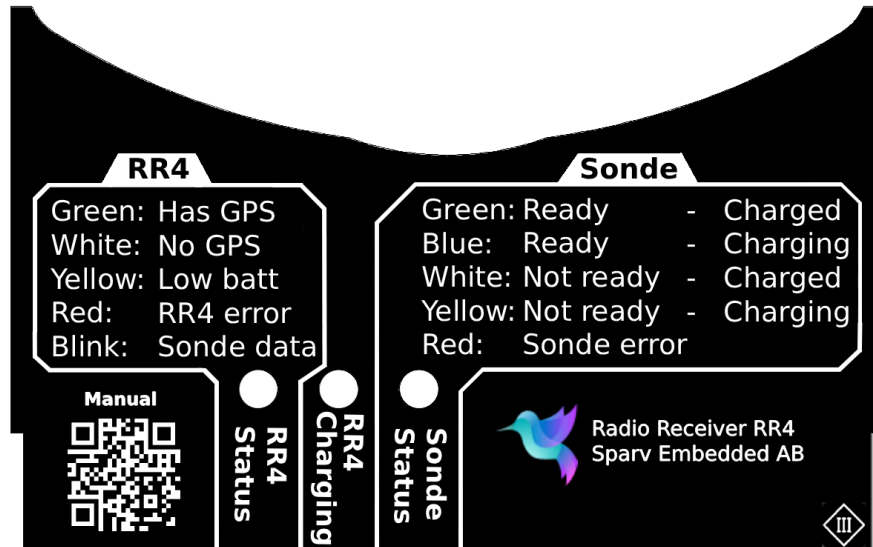 RR4
Green: Has GPS
White: No GPS
Yellow: Low batt
Red: RR4 error
Blink: Sonde data
Sonde
Green: Ready - Charged
Blue: Ready - Charging
White: Not ready - Charged
Yellow: Not ready - Charging
Red: Sonde error
Manual
RR4
Status
RR4
Charging
Sonde
Status
Radio Receiver RR4
Sparv Embedded AB
III